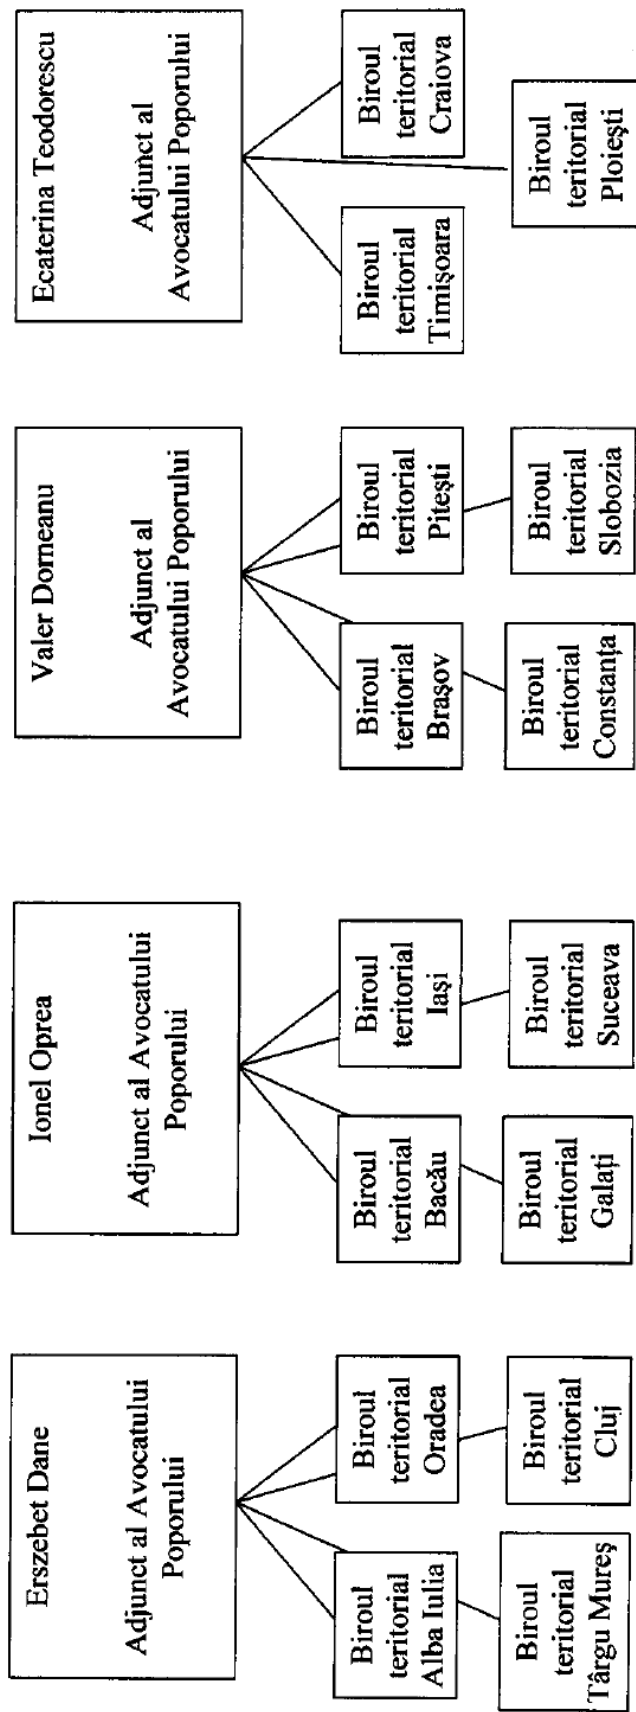 Erszebet Dane
Adjunct al Avocatului
Poporului
Biroul
teritorial
Alba Iulia
Biroul
teritorial
Oradea
Biroul
teritorial
Târgu Mureş
Biroul
teritorial
Cluj
Ionel Oprea
Adjunct al Avocatului
Poporului
Biroul
teritorial
Bacău
Biroul
teritorial
Iaşi
Biroul
teritorial
Galaţi
Biroul
teritorial
Suceava
Valer Dorneanu
Adjunct al
Avocatului Poporului
Biroul
teritorial
Braşov
Biroul
teritorial
Piteşti
Biroul
teritorial
Constanţa
Biroul
teritorial
Slobozia
Ecaterina Teodorescu
Adjunct al
Avocatului Poporului
Biroul
teritorial
Timişoara
Biroul
teritorial
Craiova
Biroul
teritorial
Ploieşti